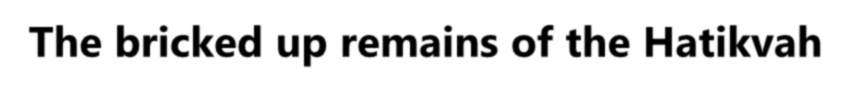 The bricked up remains of the Hatikvah